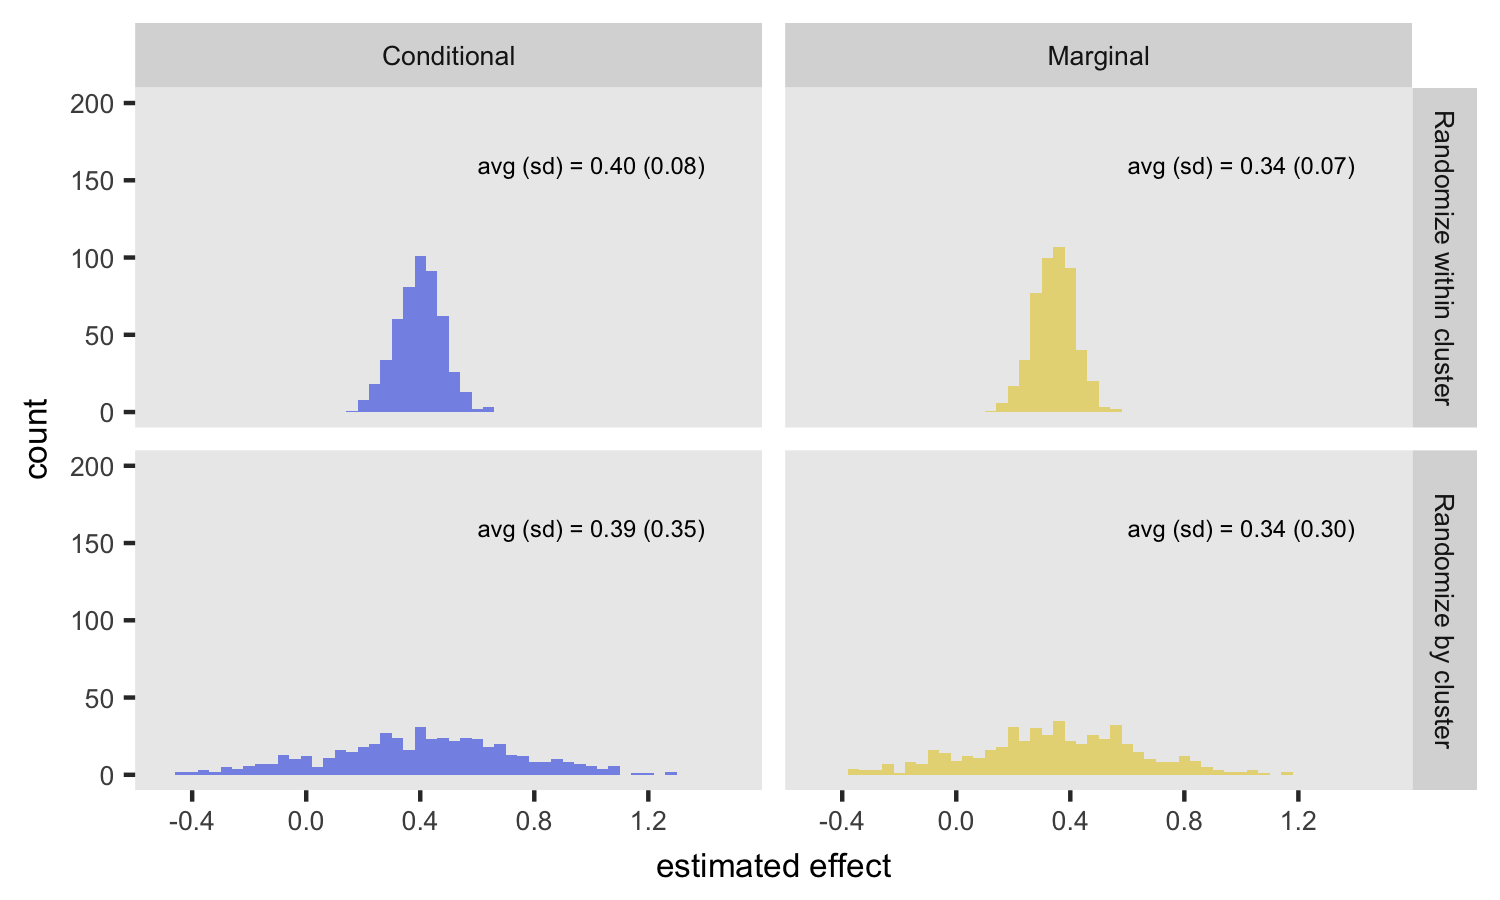 Conditional
Marginal
200
150
100
50
0
avg (sd) = 0.40 (0.08)
avg (sd) = 0.34 (0.07)
Randomize within cluster
count
200
150
100
50
0
avg (sd) = 0.39 (0.35)
avg (sd) = 0.34 (0.30)
Randomize by cluster
-0.4 0.0 0.4 0.8 1.2
-0.4 0.0 0.4 0.8 1.2
estimated effect